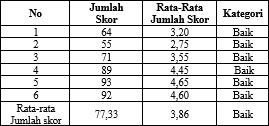 No Jumlah Skor Rata-Rata Jumlah Skor Kategori
1 64 3,20 Baik
2 55 2,75 Baik
3 71 3,55 Baik
4 89 4,45 Baik
5 93 4,65 Baik
6 92 4,60 Baik
Rata-rata Jumlah skor 77,33 3,86 Baik